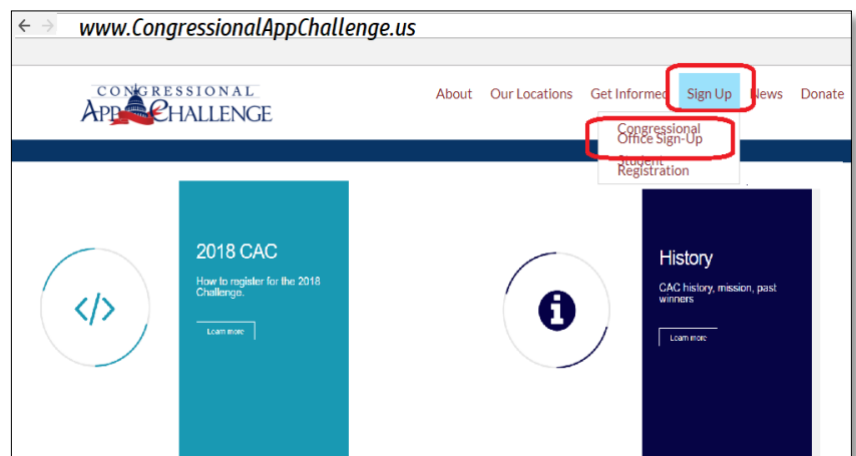 www.CongressionalAppChallenge.us
CONGRESSIONAL
APP CHALLENGE
About Our Locations Get Informed Sign Up News Donate
Congressional
Office Sign-Up
Student
Registration
2018 CAC
How to register for the 2018
Challenge.
Learn more
History
CAC history, mission, past
winners
Learn more